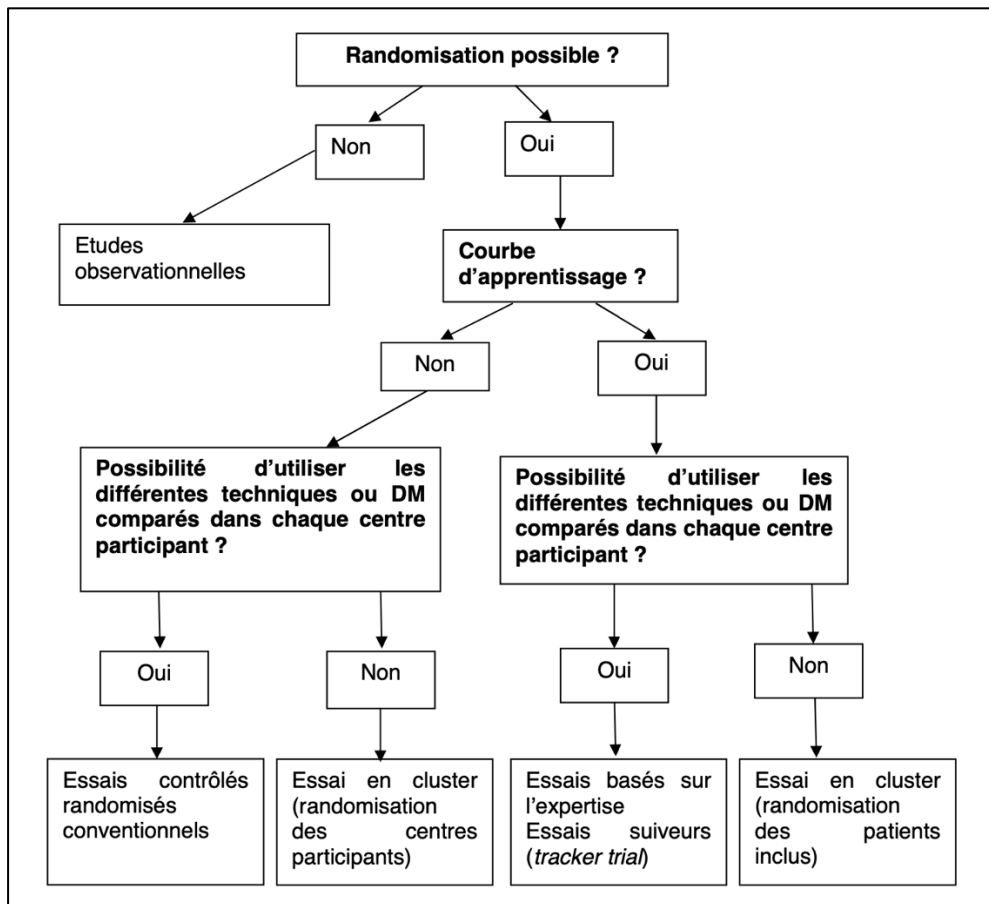 Randomisation possible ?
Non
Oui
Etudes
observationnelles
Courbe
d’apprentissage ?
Non
Oui
Possibilité d’utiliser les
différentes techniques ou DM
comparés dans chaque centre
participant ?
Possibilité d’utiliser les
différentes techniques ou DM
comparés dans chaque centre
participant ?
Oui
Non
Oui
Non
Essais contrôlés
randomisés
conventionnels
Essai en cluster
(randomisation
des centres
participants)
Essais basés sur
l’expertise
Essais suiveurs
(tracker trial)
Essai en cluster
(randomisation
des patients
inclus)